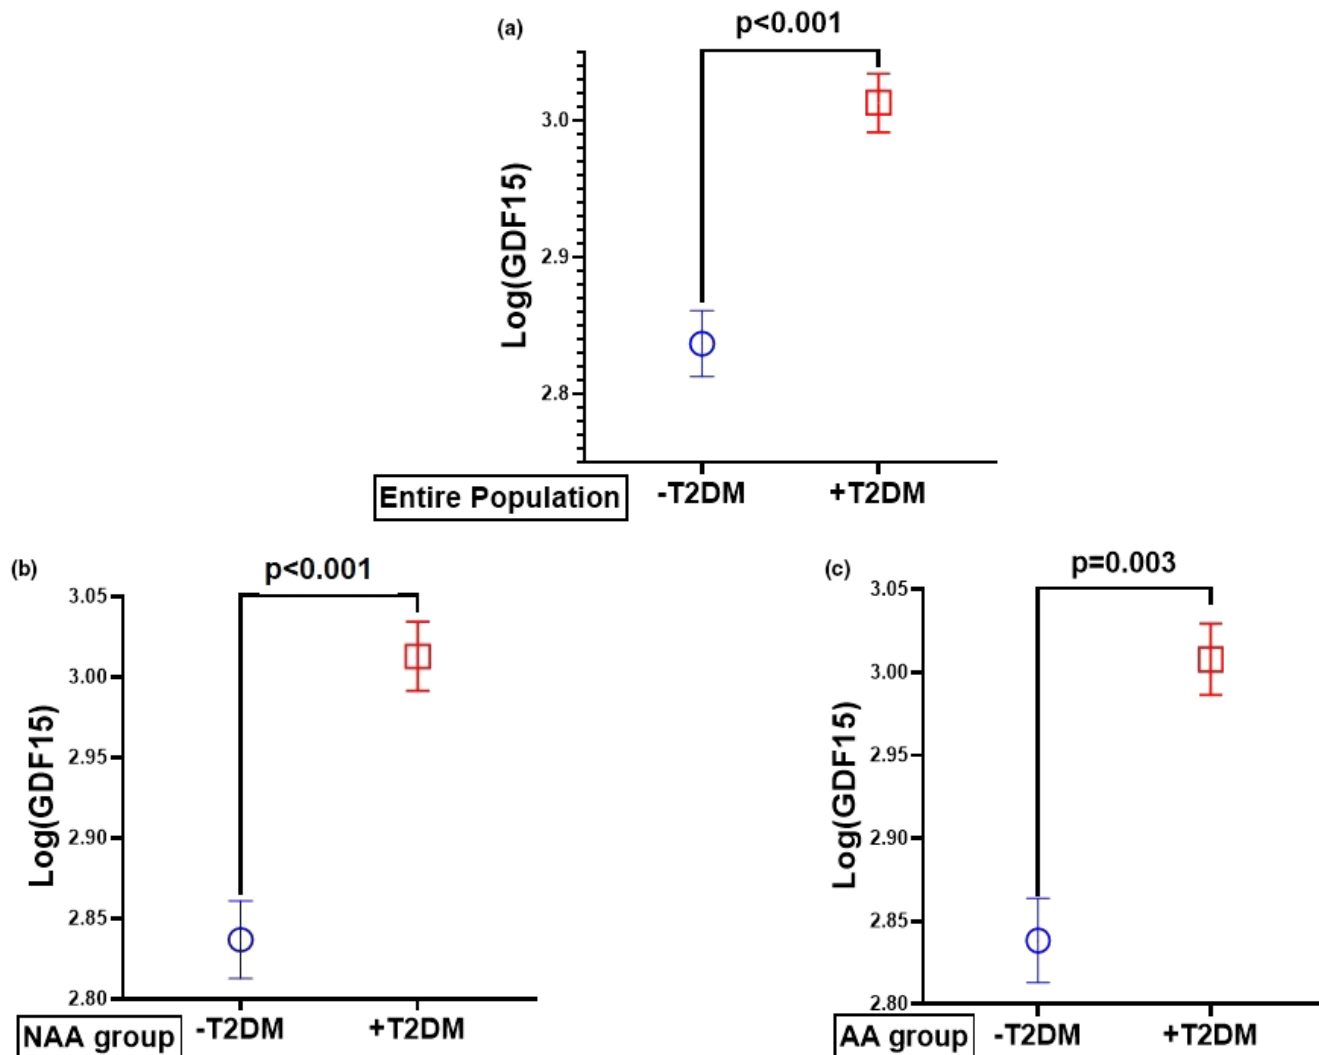 (a)
p<0.001
Log(GDF15)
3.0
2.9
2.8
Entire Population -T2DM +T2DM
(b)
p<0.001
Log(GDF15)
3.05
3.00
2.95
2.90
2.85
2.80
NAA group -T2DM +T2DM
(c)
p=0.003
Log(GDF15)
3.05
3.00
2.95
2.90
2.85
2.80
AA group -T2DM +T2DM